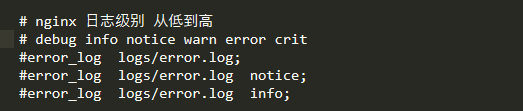 # nginx 日志级别 从低到高
# debug info notice warn error crit
#error_log  logs/error.log;
#error_log  logs/error.log  notice;
#error_log  logs/error.log  info;